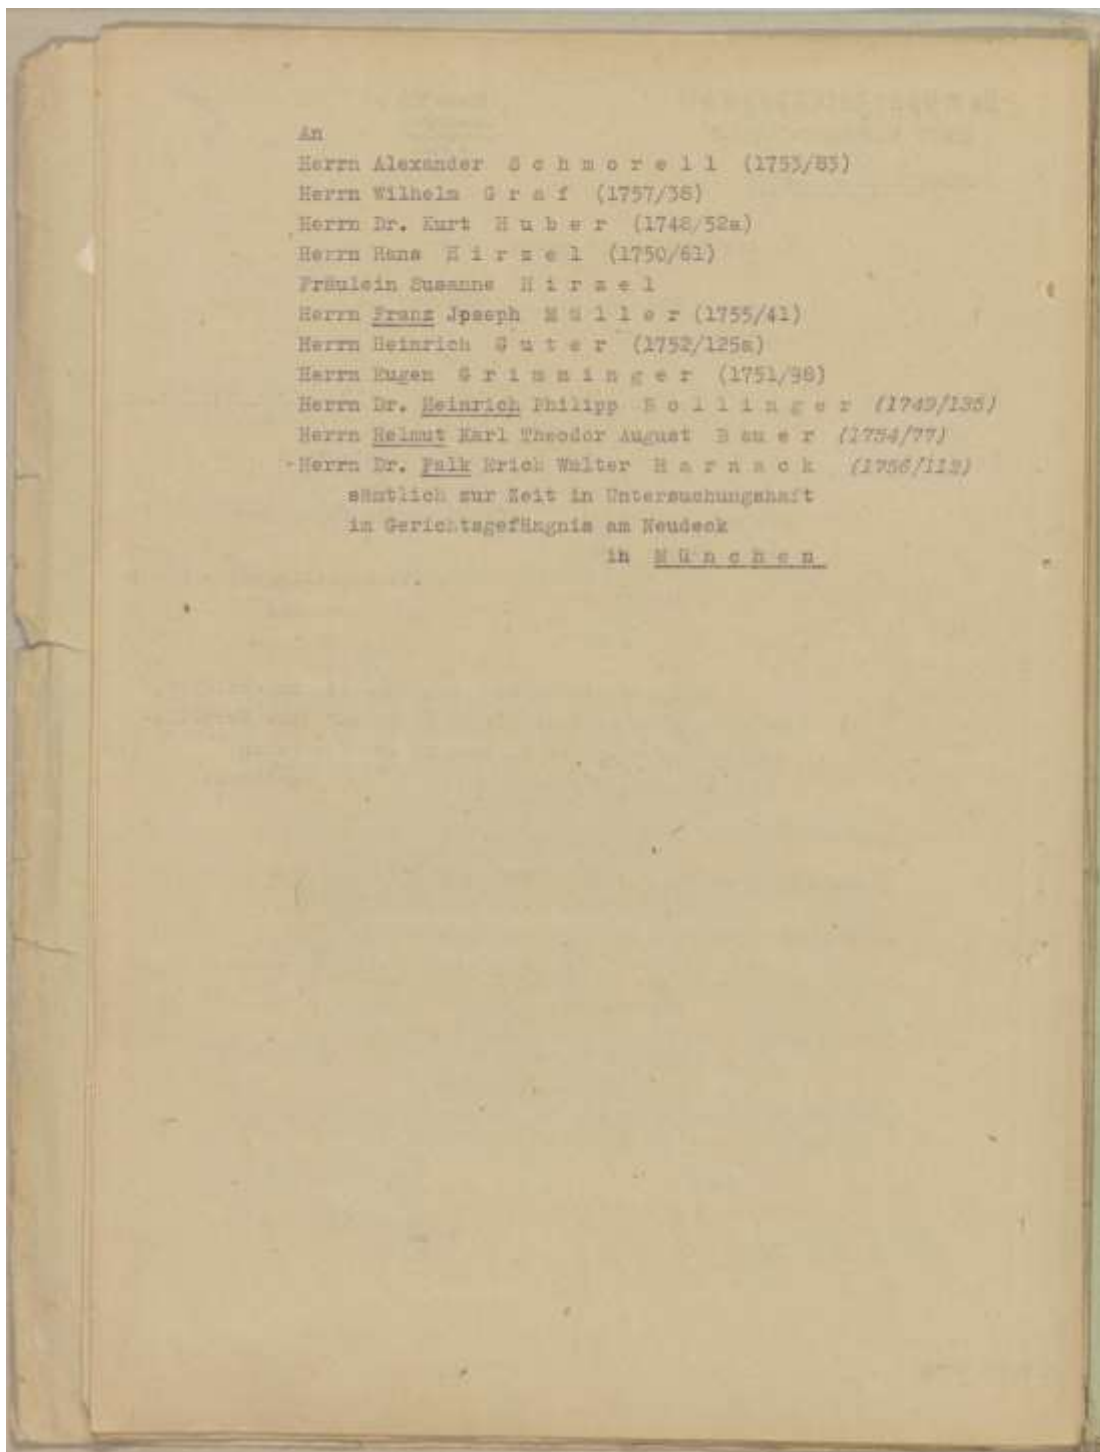 An
Herrn Alexander S c h m o r e l l (1753/83)
Herrn Wilhelm G r a f (1757/38)
Herrn Dr. Kurt H u b e r (1748/52a)
Herrn Hans H i r z e l (1750/61)
Fräulein Susanne H i r z e l
Herrn Franz Jpseph M ü l l e r (1755/41)
Herrn Heinrich G u t e r (1752/125a)
Herrn Eugen G r i m m i n g e r (1751/98)
Herrn Dr. Heinrich Philipp B o l l i n g e r (1749/135)
Herrn Helmut Karl Theodor August B a u e r (1754/77)
Herrn Dr. Falk Erich Walter H a r n a c k (1756/112)
sämtlich zur Zeit in Untersuchungshaft
im Gerichtsgefängnis am Neudeck
in M ü n c h e n